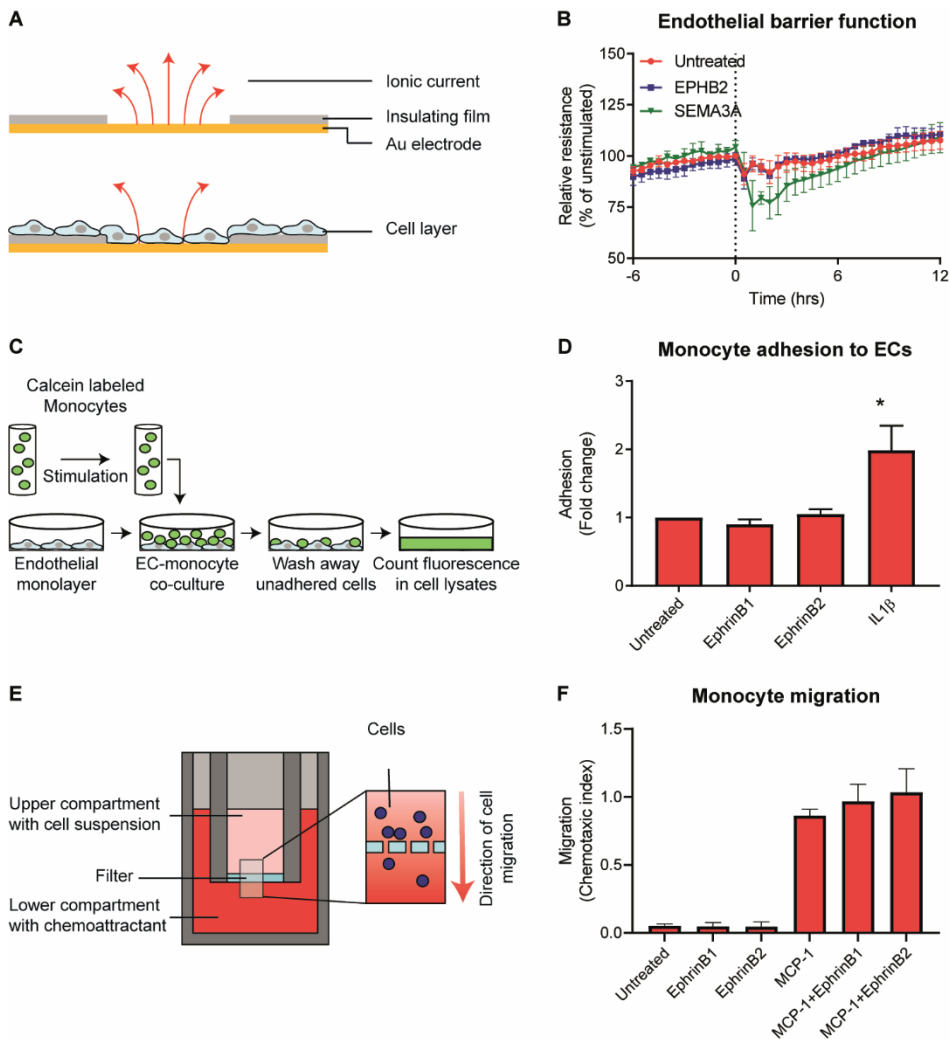 A
Ionic current
Insulating film
Au electrode
Cell layer
B
Endothelial barrier function
Untreated
EPHB2
SEMA3A
Relative resistance
(% of unstimulated)
125
100
75
50
-6
0
6
12
Time (hrs)
C
Calcein labeled
Monocytes
Stimulation
Endothelial
monolayer
EC-monocyte
co-culture
Wash away
unadhered cells
Count fluorescence
in cell lysates
D
Monocyte adhesion to ECs
Adhesion
(Fold change)
3
2
1
0
*
Untreated
EphrinB1
EphrinB2
IL1β
E
Cells
Upper compartment
with cell suspension
Filter
Lower compartment
with chemoattractant
Direction of cell
migration
F
Monocyte migration
Migration
(Chemotaxic index)
1.5
1.0
0.5
0.0
Untreated
EphrinB1
EphrinB2
MCP-1
MCP-1+EphrinB1
MCP-1+EphrinB2